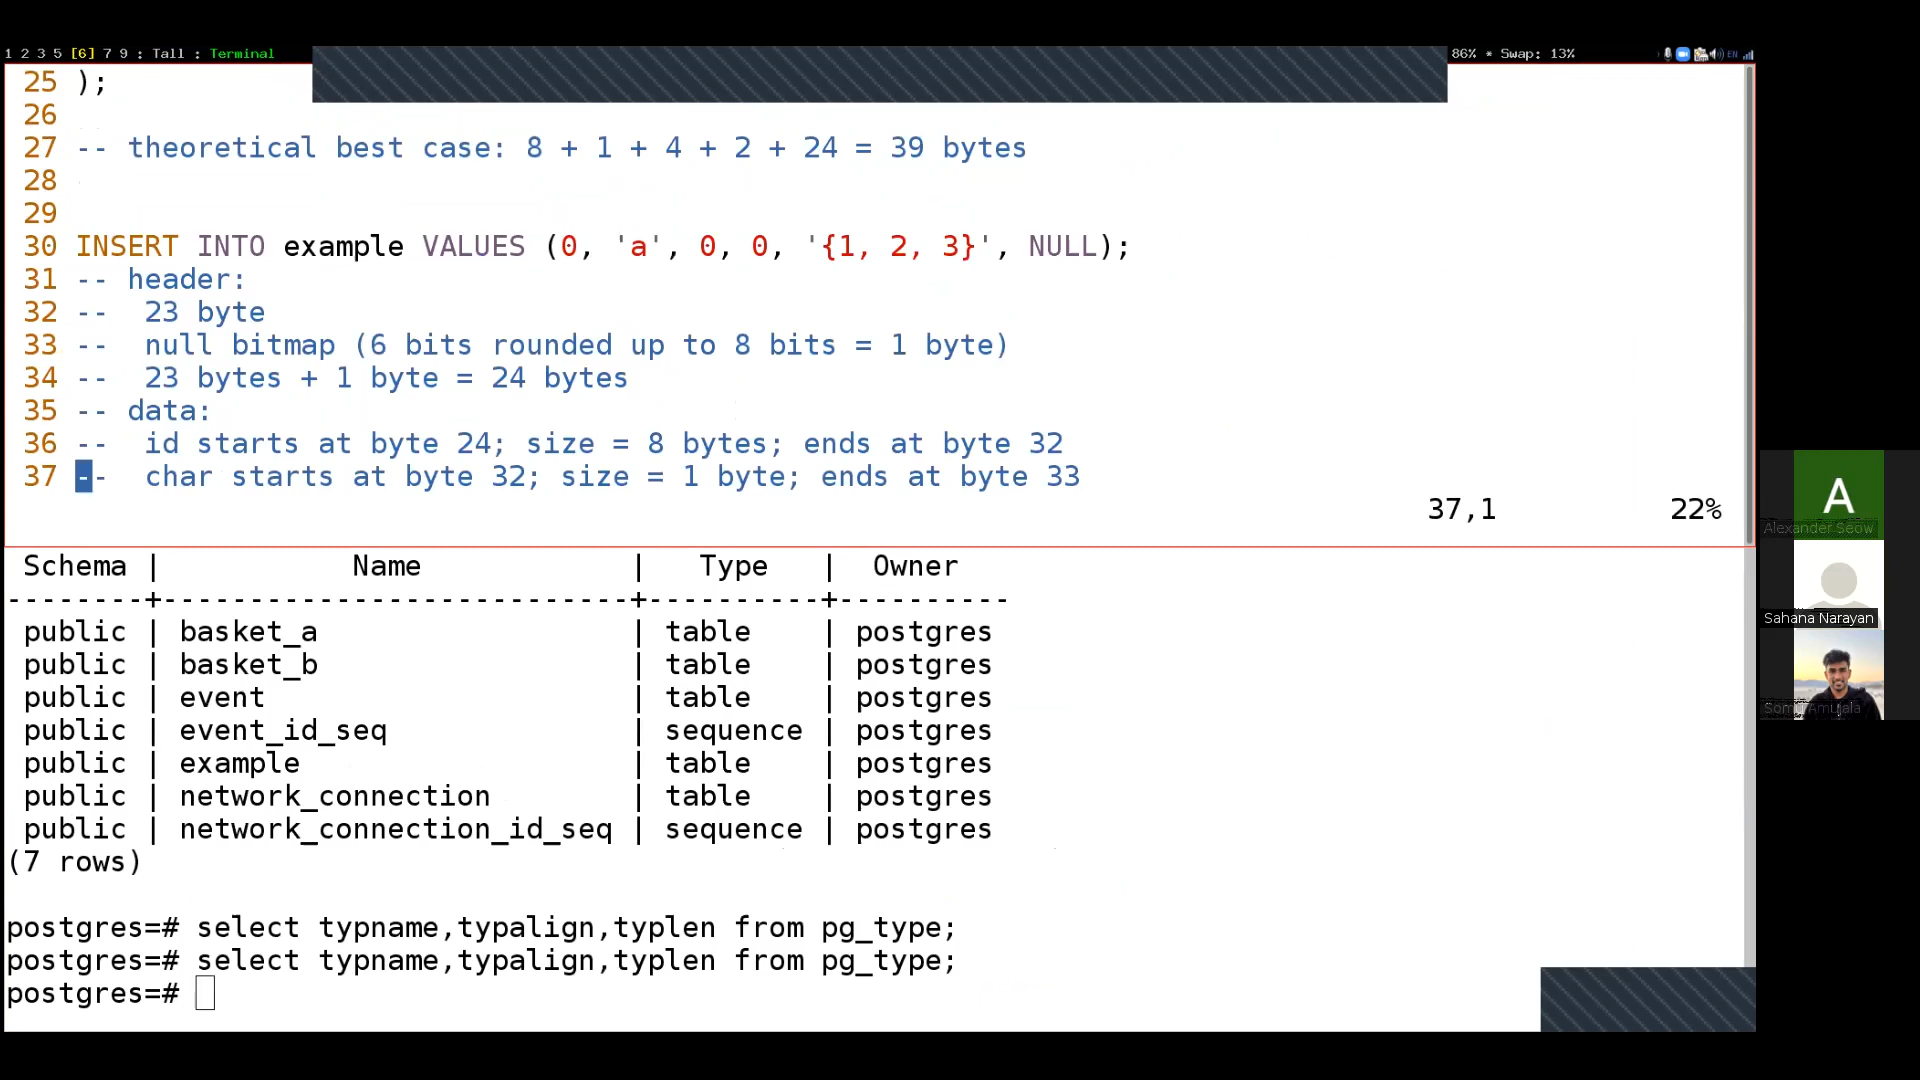 1 2 3 5 [6] 7 9 : Tall : Terminal
86% * Swap: 13%
EN
25 );
26
27 -- theoretical best case: 8 + 1 + 4 + 2 + 24 = 39 bytes
28
29
30 INSERT INTO example VALUES (0, 'a', 0, 0, '{1, 2, 3}', NULL);
31 -- header:
32 --  23 byte
33 --  null bitmap (6 bits rounded up to 8 bits = 1 byte)
34 --  23 bytes + 1 byte = 24 bytes
35 -- data:
36 --  id starts at byte 24; size = 8 bytes; ends at byte 32
37 --  char starts at byte 32; size = 1 byte; ends at byte 33
37,1 22%
A
Alexander Seow
Sahana Narayan
Somu Amujala
Schema | Name | Type | Owner
--------+---------------------------+----------+----------
public | basket_a | table | postgres
public | basket_b | table | postgres
public | event | table | postgres
public | event_id_seq | sequence | postgres
public | example | table | postgres
public | network_connection | table | postgres
public | network_connection_id_seq | sequence | postgres
(7 rows)
postgres=# select typname,typalign,typlen from pg_type;
postgres=# select typname,typalign,typlen from pg_type;
postgres=#